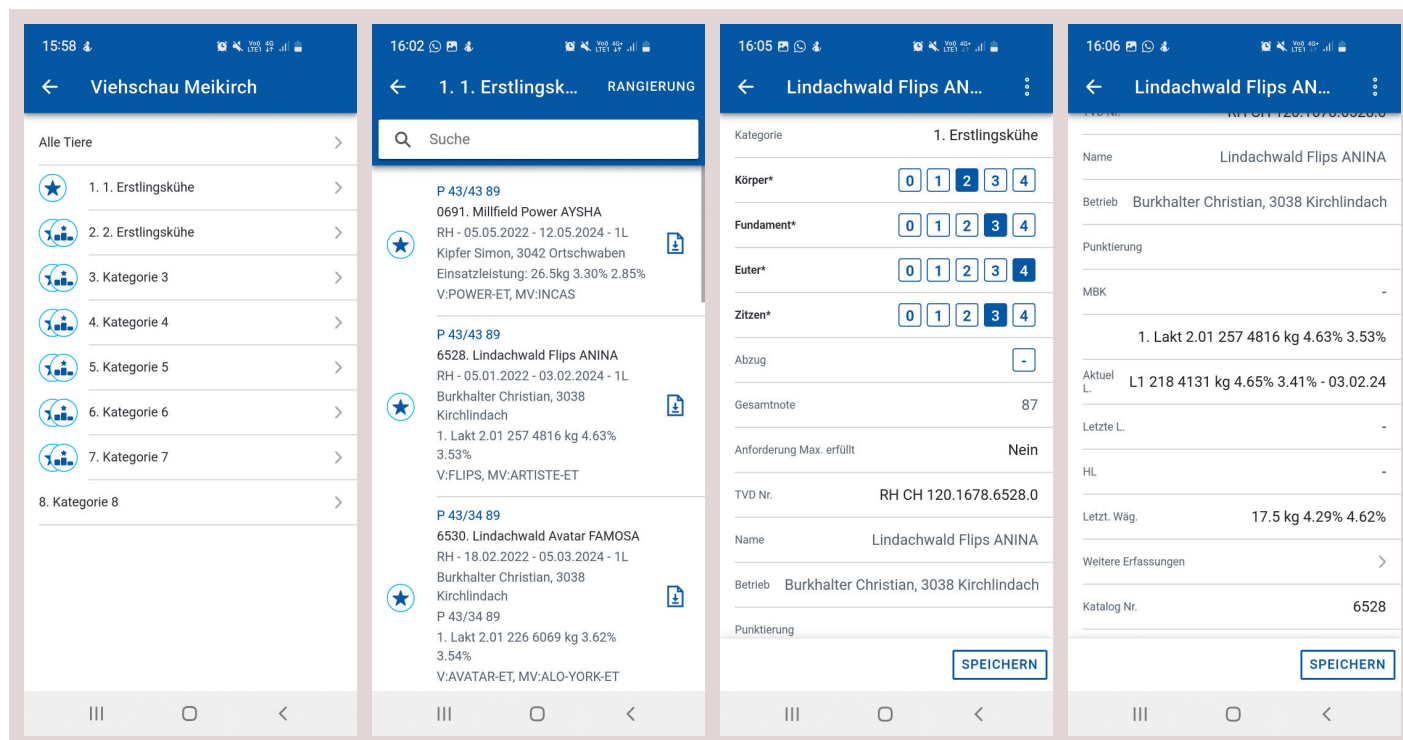 15:58
Viehschau Meikirch
Alle Tiere
1. 1. Erstlingskühe
2. 2. Erstlingskühe
3. Kategorie 3
4. Kategorie 4
5. Kategorie 5
6. Kategorie 6
7. Kategorie 7
8. Kategorie 8
16:02
1. 1. Erstlingsk... RANGIERUNG
Suche
P 43/43 89
0691. Millfield Power AYSHA
RH - 05.05.2022 - 12.05.2024 - 1L
Kipfer Simon, 3042 Ortschwaben
Einsatzleistung: 26.5kg 3.30% 2.85%
V:POWER-ET, MV:INCAS
P 43/43 89
6528. Lindachwald Flips ANINA
RH - 05.01.2022 - 03.02.2024 - 1L
Burkhalter Christian, 3038
Kirchlindach
1. Lakt 2.01 257 4816 kg 4.63%
3.53%
V:FLIPS, MV:ARTISTE-ET
P 43/34 89
6530. Lindachwald Avatar FAMOSA
RH - 18.02.2022 - 05.03.2024 - 1L
Burkhalter Christian, 3038
Kirchlindach
P 43/34 89
1. Lakt 2.01 226 6069 kg 3.62%
3.54%
V:AVATAR-ET, MV:ALO-YORK-ET
16:05
Lindachwald Flips AN...
Kategorie 1. Erstlingskühe
Körper* 0 1 2 3 4
Fundament* 0 1 2 3 4
Euter* 0 1 2 3 4
Zitzen* 0 1 2 3 4
Abzug -
Gesamtnote 87
Anforderung Max. erfüllt Nein
TVD Nr. RH CH 120.1678.6528.0
Name Lindachwald Flips ANINA
Betrieb Burkhalter Christian, 3038 Kirchlindach
Punktierung
SPEICHERN
16:06
Lindachwald Flips AN...
TVD Nr. RH CH 120.1678.6528.0
Name Lindachwald Flips ANINA
Betrieb Burkhalter Christian, 3038 Kirchlindach
Punktierung
MBK -
1. Lakt 2.01 257 4816 kg 4.63% 3.53%
Aktuel
L. L1 218 4131 kg 4.65% 3.41% - 03.02.24
Letzte L. -
HL -
Letzt. Wäg. 17.5 kg 4.29% 4.62%
Weitere Erfassungen
Katalog Nr. 6528
SPEICHERN